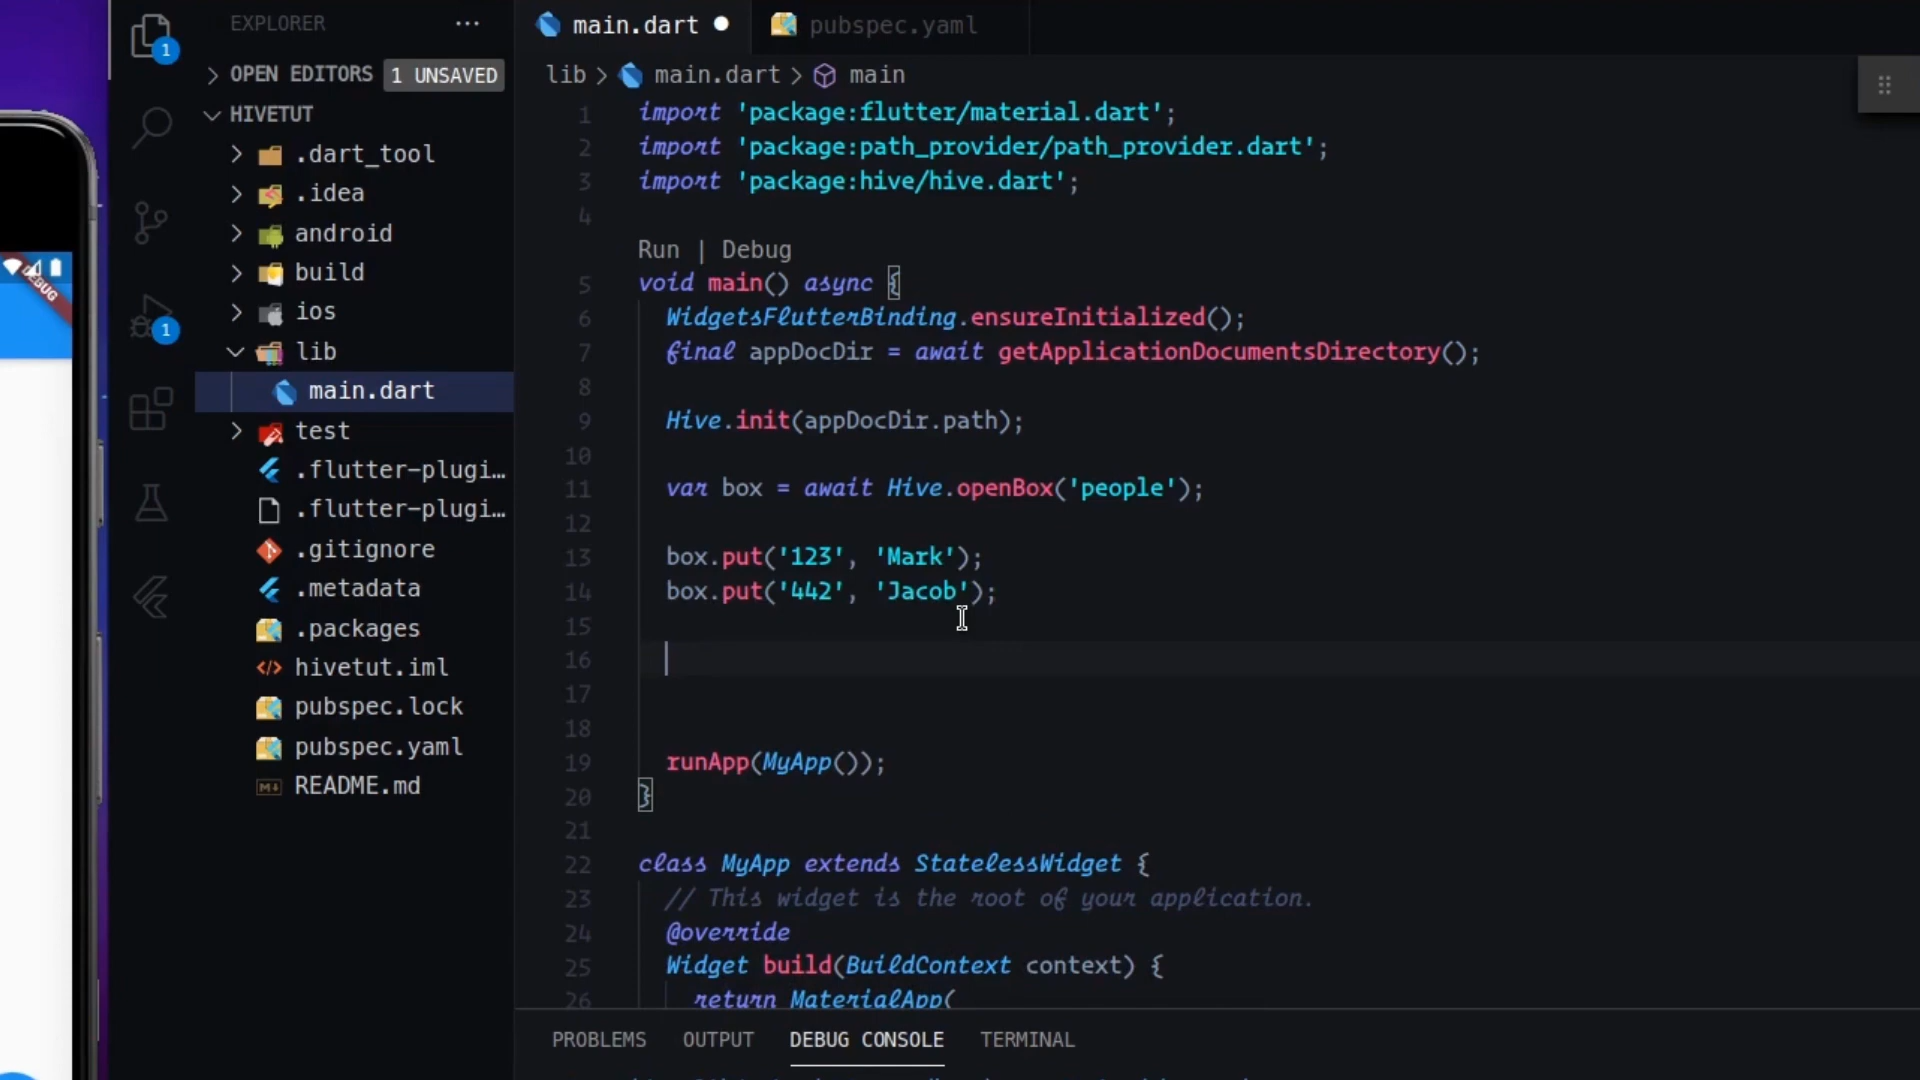 DEBUG
1
1
EXPLORER
OPEN EDITORS 1 UNSAVED
HIVETUT
.dart_tool
.idea
android
build
ios
lib
main.dart
test
.flutter-plugi…
.flutter-plugi…
.gitignore
.metadata
.packages
hivetut.iml
pubspec.lock
pubspec.yaml
README.md
main.dart
pubspec.yaml
lib > main.dart > main
1 import 'package:flutter/material.dart';
2 import 'package:path_provider/path_provider.dart';
3 import 'package:hive/hive.dart';
4
Run | Debug
5 void main() async {
6 WidgetsFlutterBinding.ensureInitialized();
7 final appDocDir = await getApplicationDocumentsDirectory();
8
9 Hive.init(appDocDir.path);
10
11 var box = await Hive.openBox('people');
12
13 box.put('123', 'Mark');
14 box.put('442', 'Jacob');
15
16
17
18
19 runApp(MyApp());
20 }
21
22 class MyApp extends StatelessWidget {
23 // This widget is the root of your application.
24 @override
25 Widget build(BuildContext context) {
26 return MaterialApp(
PROBLEMS OUTPUT DEBUG CONSOLE TERMINAL